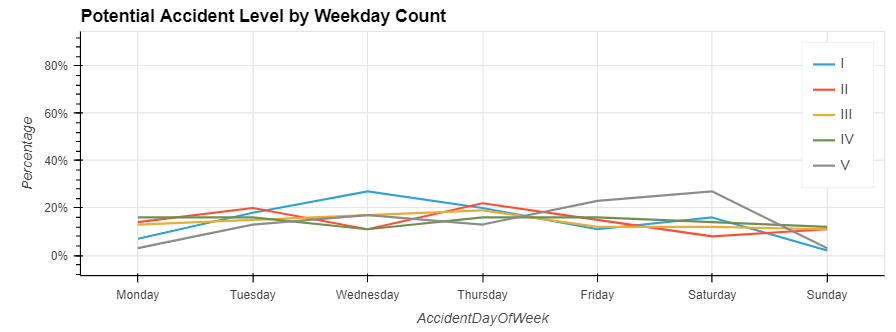 Potential Accident Level by Weekday Count
Percentage
80%
60%
40%
20%
0%
I
II
III
IV
V
Monday Tuesday Wednesday Thursday Friday Saturday Sunday
AccidentDayOfWeek